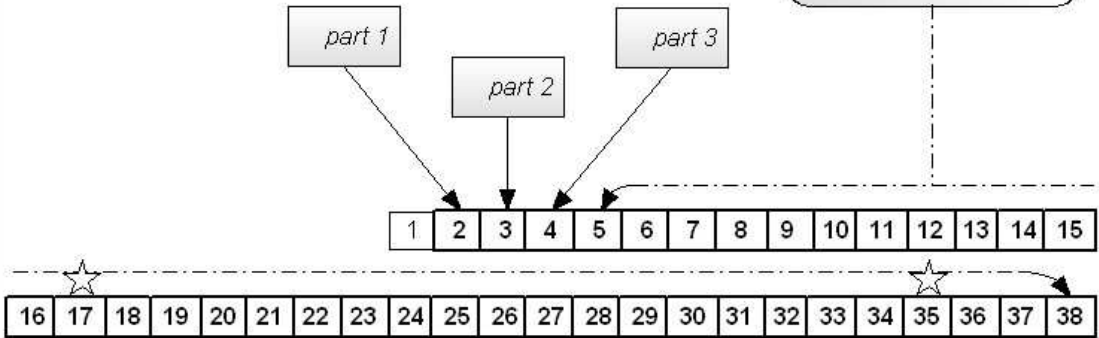 part 1
part 3
part 2
1 2 3 4 5 6 7 8 9 10 11 12 13 14 15
16 17 18 19 20 21 22 23 24 25 26 27 28 29 30 31 32 33 34 35 36 37 38